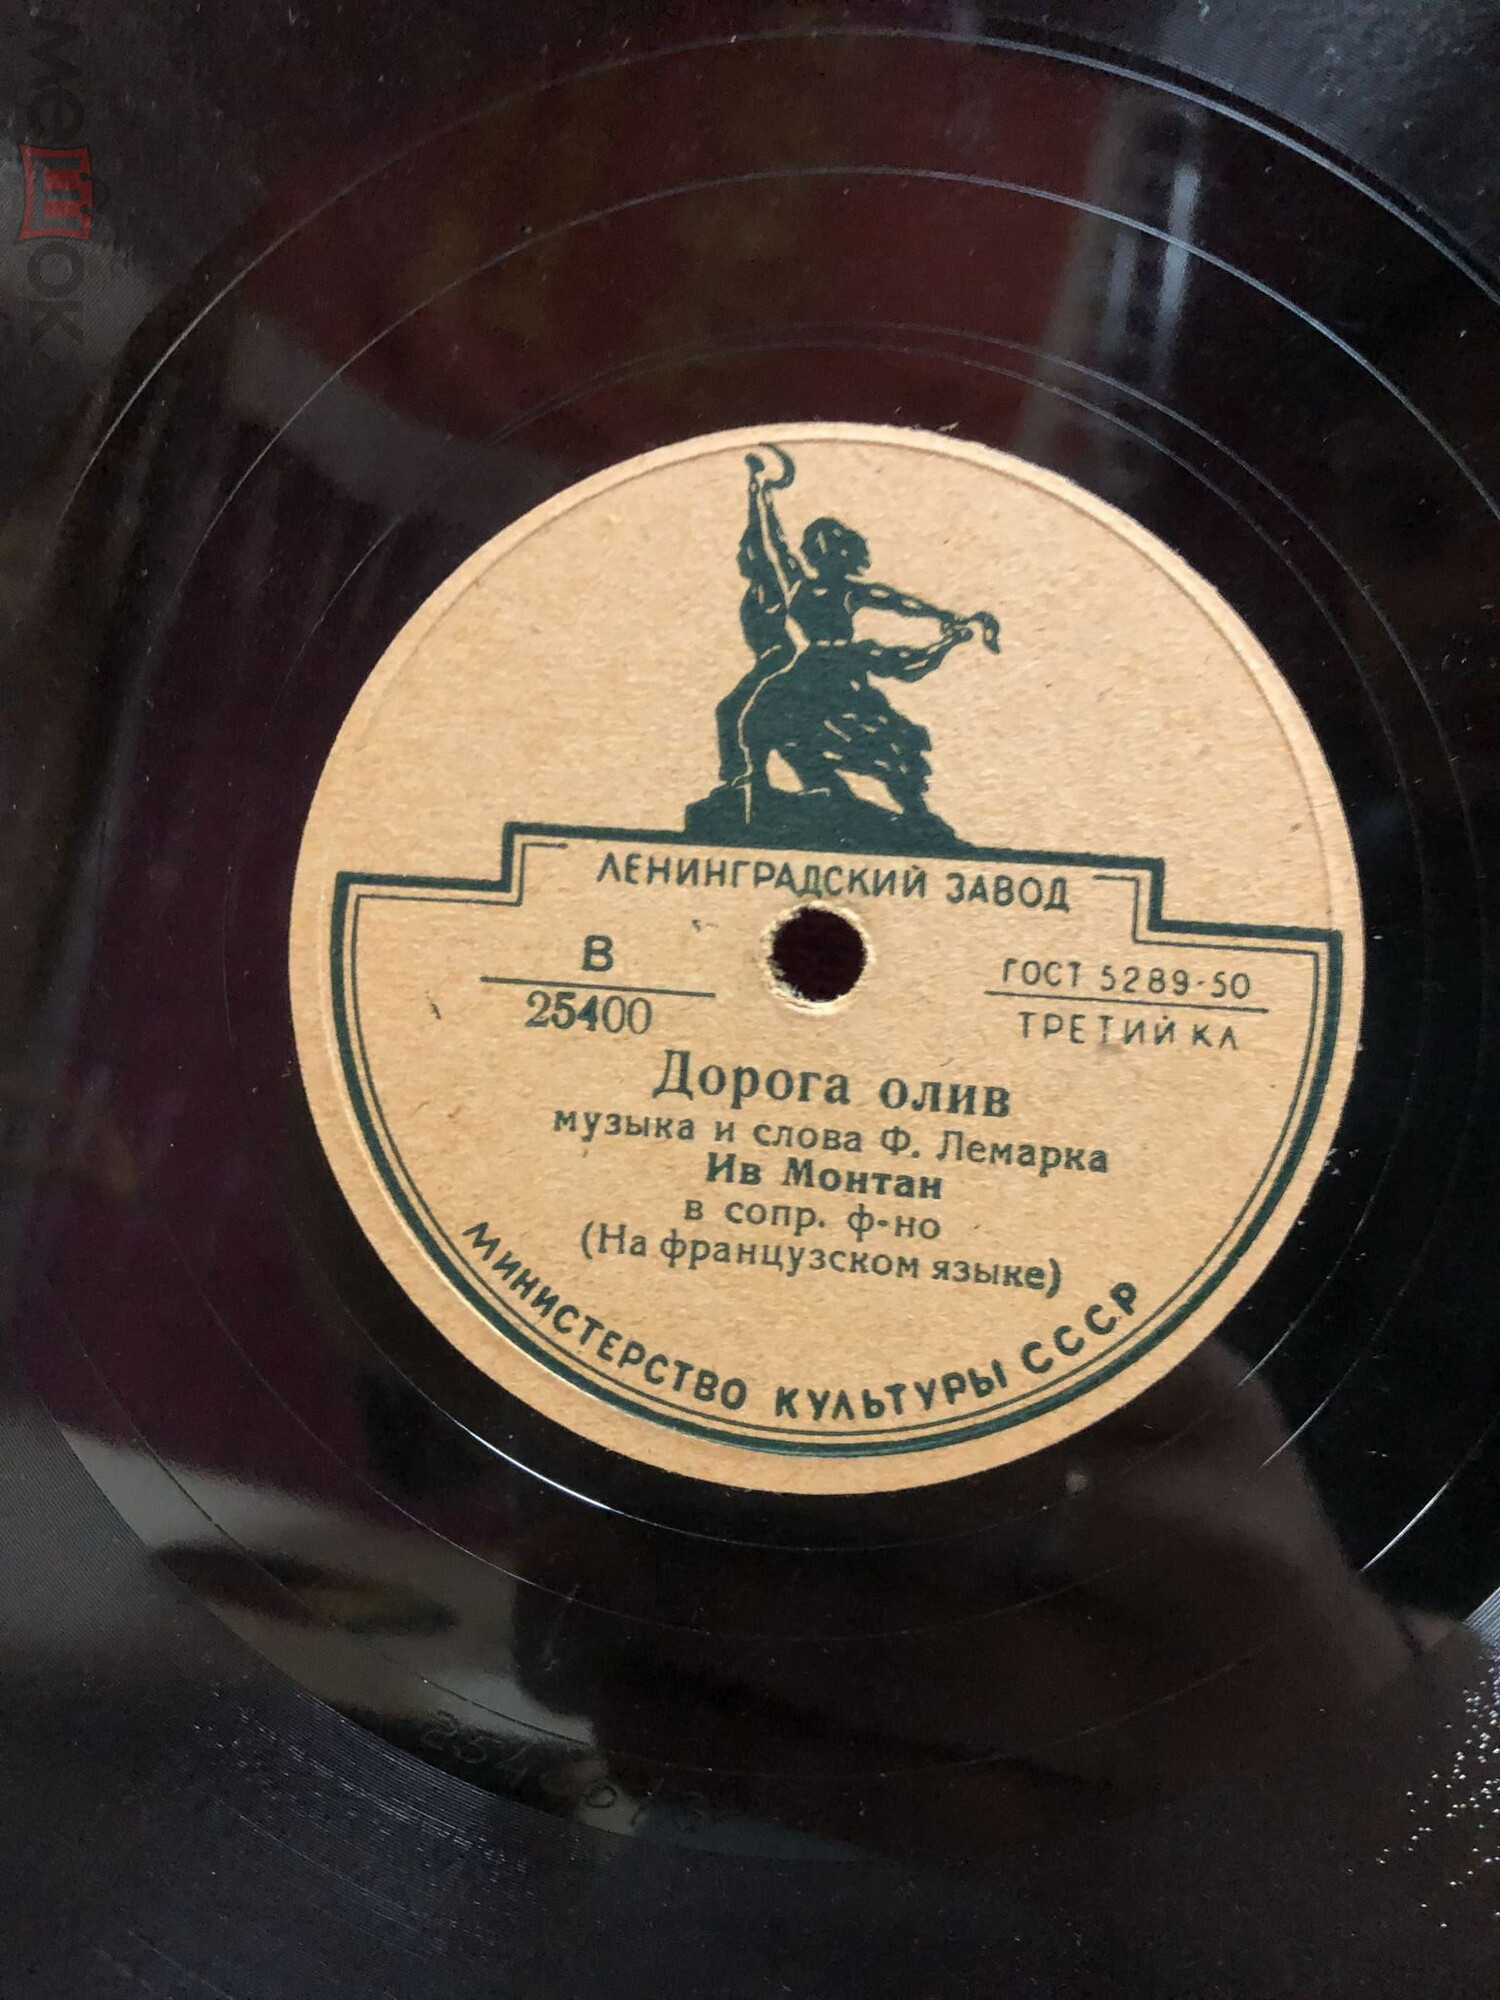 мешок
ЛЕНИНГРАДСКИЙ ЗАВОД
В
25400
ГОСТ 5289-50
ТРЕТИЙ КЛ
Дорога олив
музыка и слова Ф. Лемарка
Ив Монтан
в сопр. ф-но
(На французском языке)
МИНИСТЕРСТВО КУЛЬТУРЫ СССР